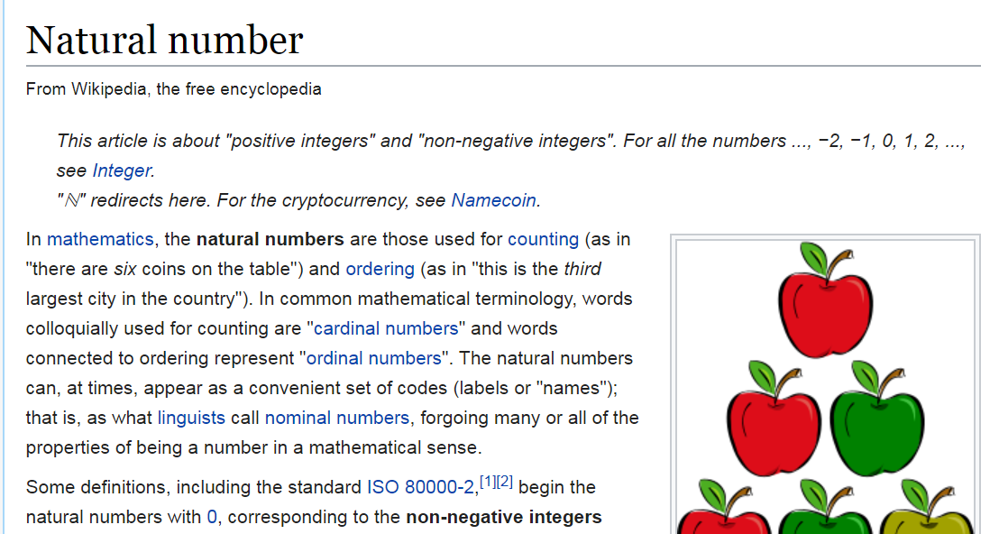 Natural number
From Wikipedia, the free encyclopedia
This article is about "positive integers" and "non-negative integers". For all the numbers ..., −2, −1, 0, 1, 2, ...,
see Integer.
"ℕ" redirects here. For the cryptocurrency, see Namecoin.
In mathematics, the natural numbers are those used for counting (as in
"there are six coins on the table") and ordering (as in "this is the third
largest city in the country"). In common mathematical terminology, words
colloquially used for counting are "cardinal numbers" and words
connected to ordering represent "ordinal numbers". The natural numbers
can, at times, appear as a convenient set of codes (labels or "names");
that is, as what linguists call nominal numbers, forgoing many or all of the
properties of being a number in a mathematical sense.
Some definitions, including the standard ISO 80000-2,[1][2] begin the
natural numbers with 0, corresponding to the non-negative integers